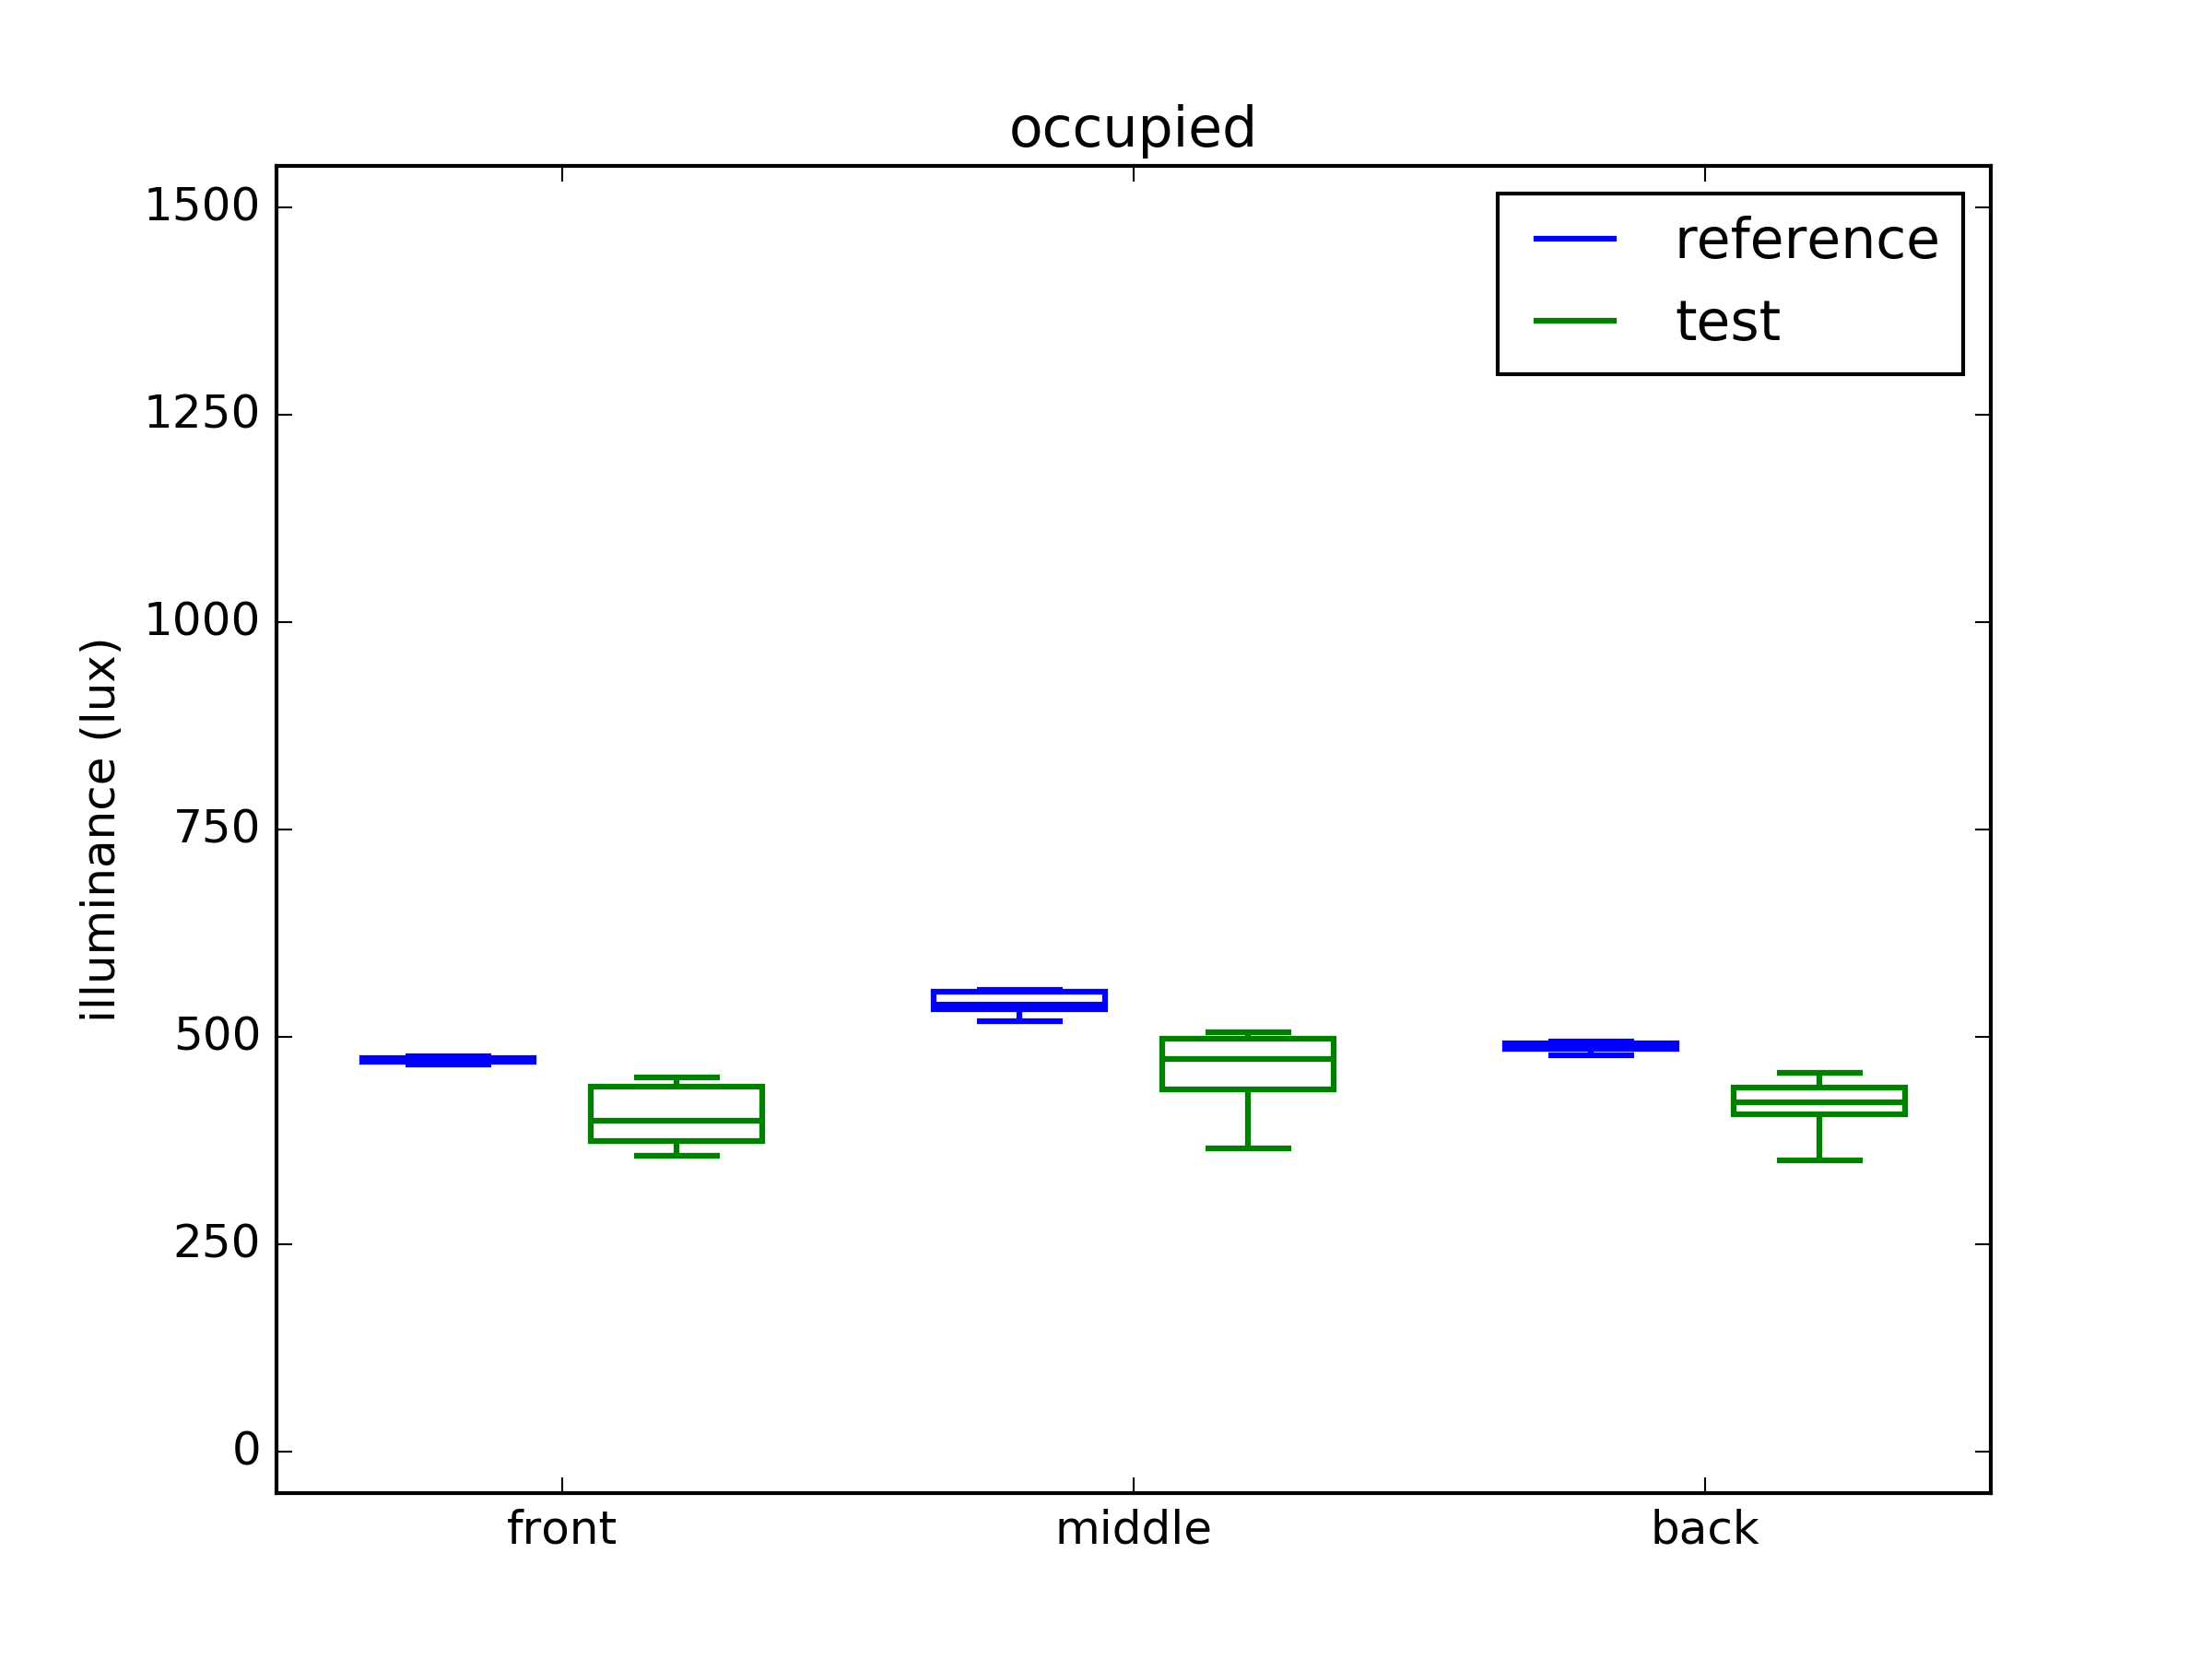 occupied
reference
test
illuminance (lux)
1500
1250
1000
750
500
250
0
front
middle
back